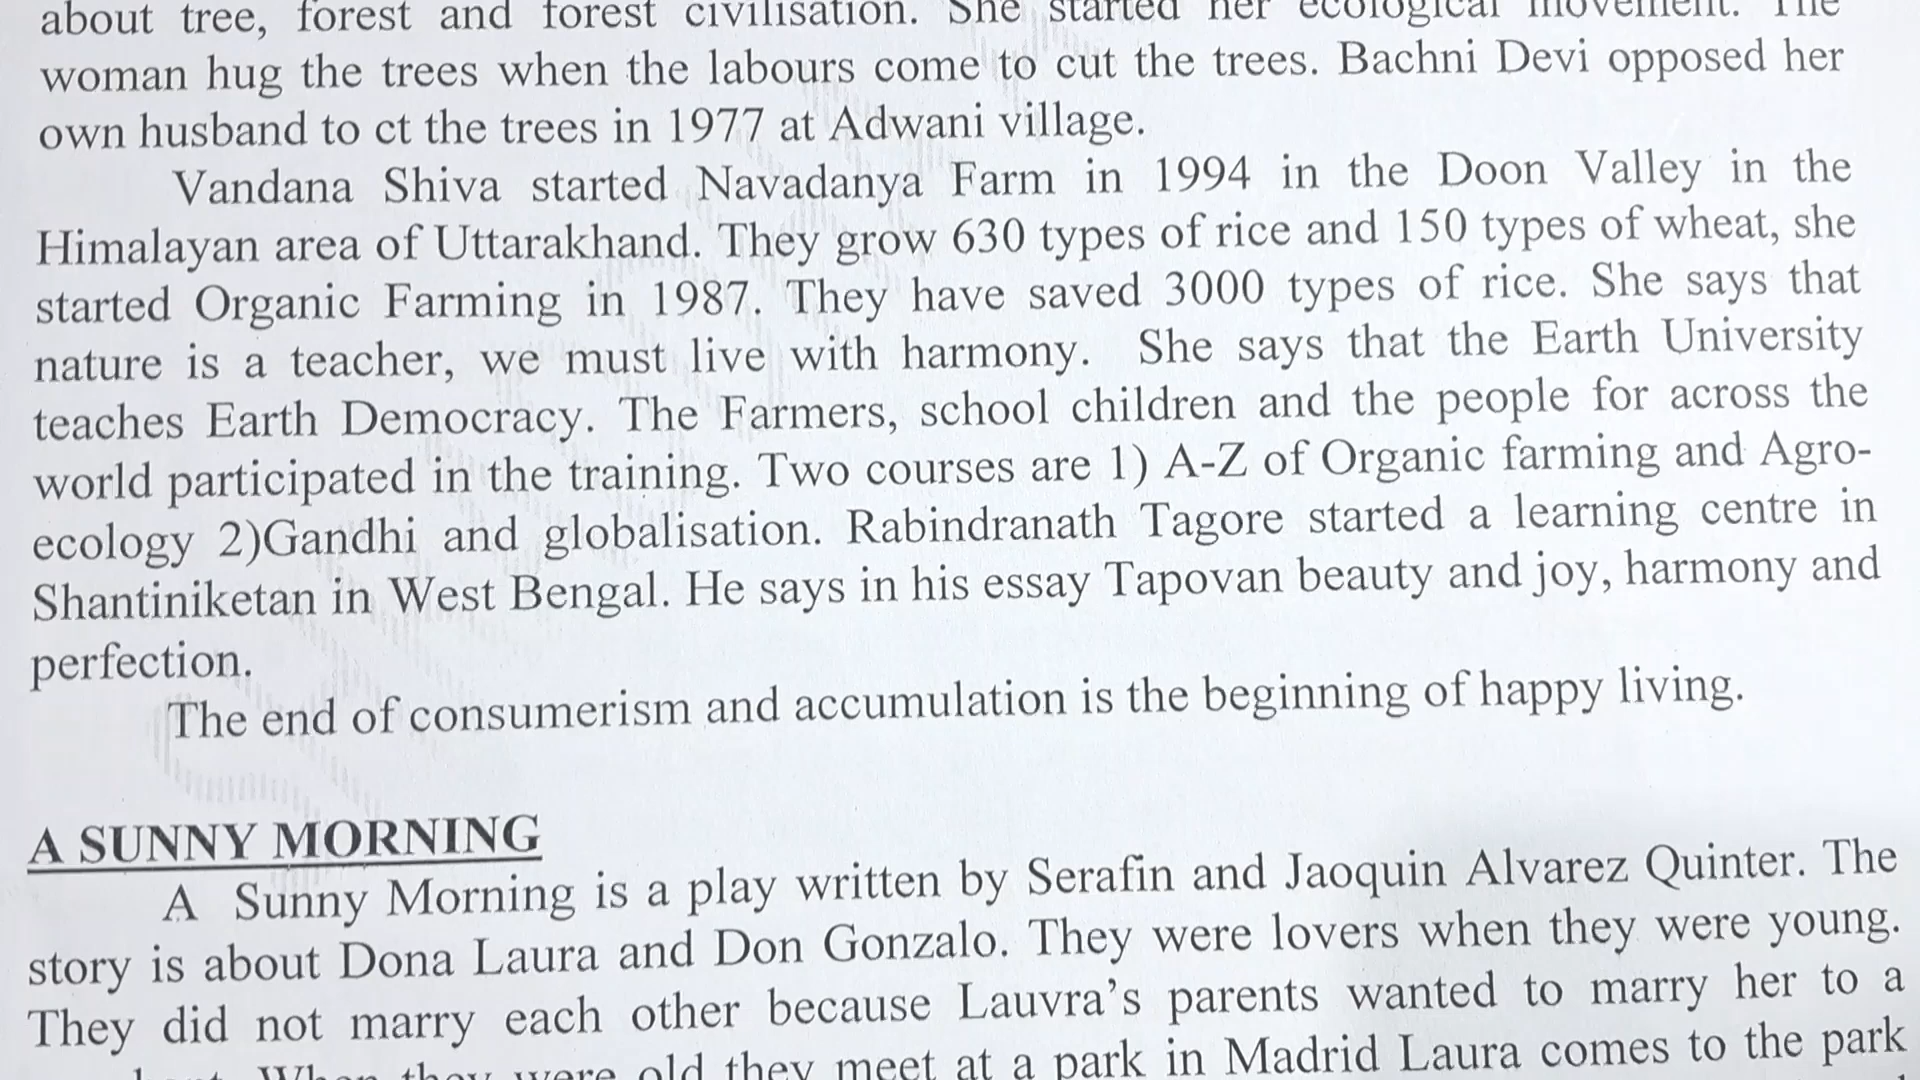 about tree, forest and forest civilisation. She started her ecological movement. The
woman hug the trees when the labours come to cut the trees. Bachni Devi opposed her
own husband to ct the trees in 1977 at Adwani village.
Vandana Shiva started Navadanya Farm in 1994 in the Doon Valley in the
Himalayan area of Uttarakhand. They grow 630 types of rice and 150 types of wheat, she
started Organic Farming in 1987. They have saved 3000 types of rice. She says that
nature is a teacher, we must live with harmony. She says that the Earth University
teaches Earth Democracy. The Farmers, school children and the people for across the
world participated in the training. Two courses are 1) A-Z of Organic farming and Agro-
ecology 2)Gandhi and globalisation. Rabindranath Tagore started a learning centre in
Shantiniketan in West Bengal. He says in his essay Tapovan beauty and joy, harmony and
perfection.
The end of consumerism and accumulation is the beginning of happy living.
A SUNNY MORNING
A Sunny Morning is a play written by Serafin and Jaoquin Alvarez Quinter. The
story is about Dona Laura and Don Gonzalo. They were lovers when they were young.
They did not marry each other because Lauvra's parents wanted to marry her to a
When they were old they meet at a park in Madrid Laura comes to the park